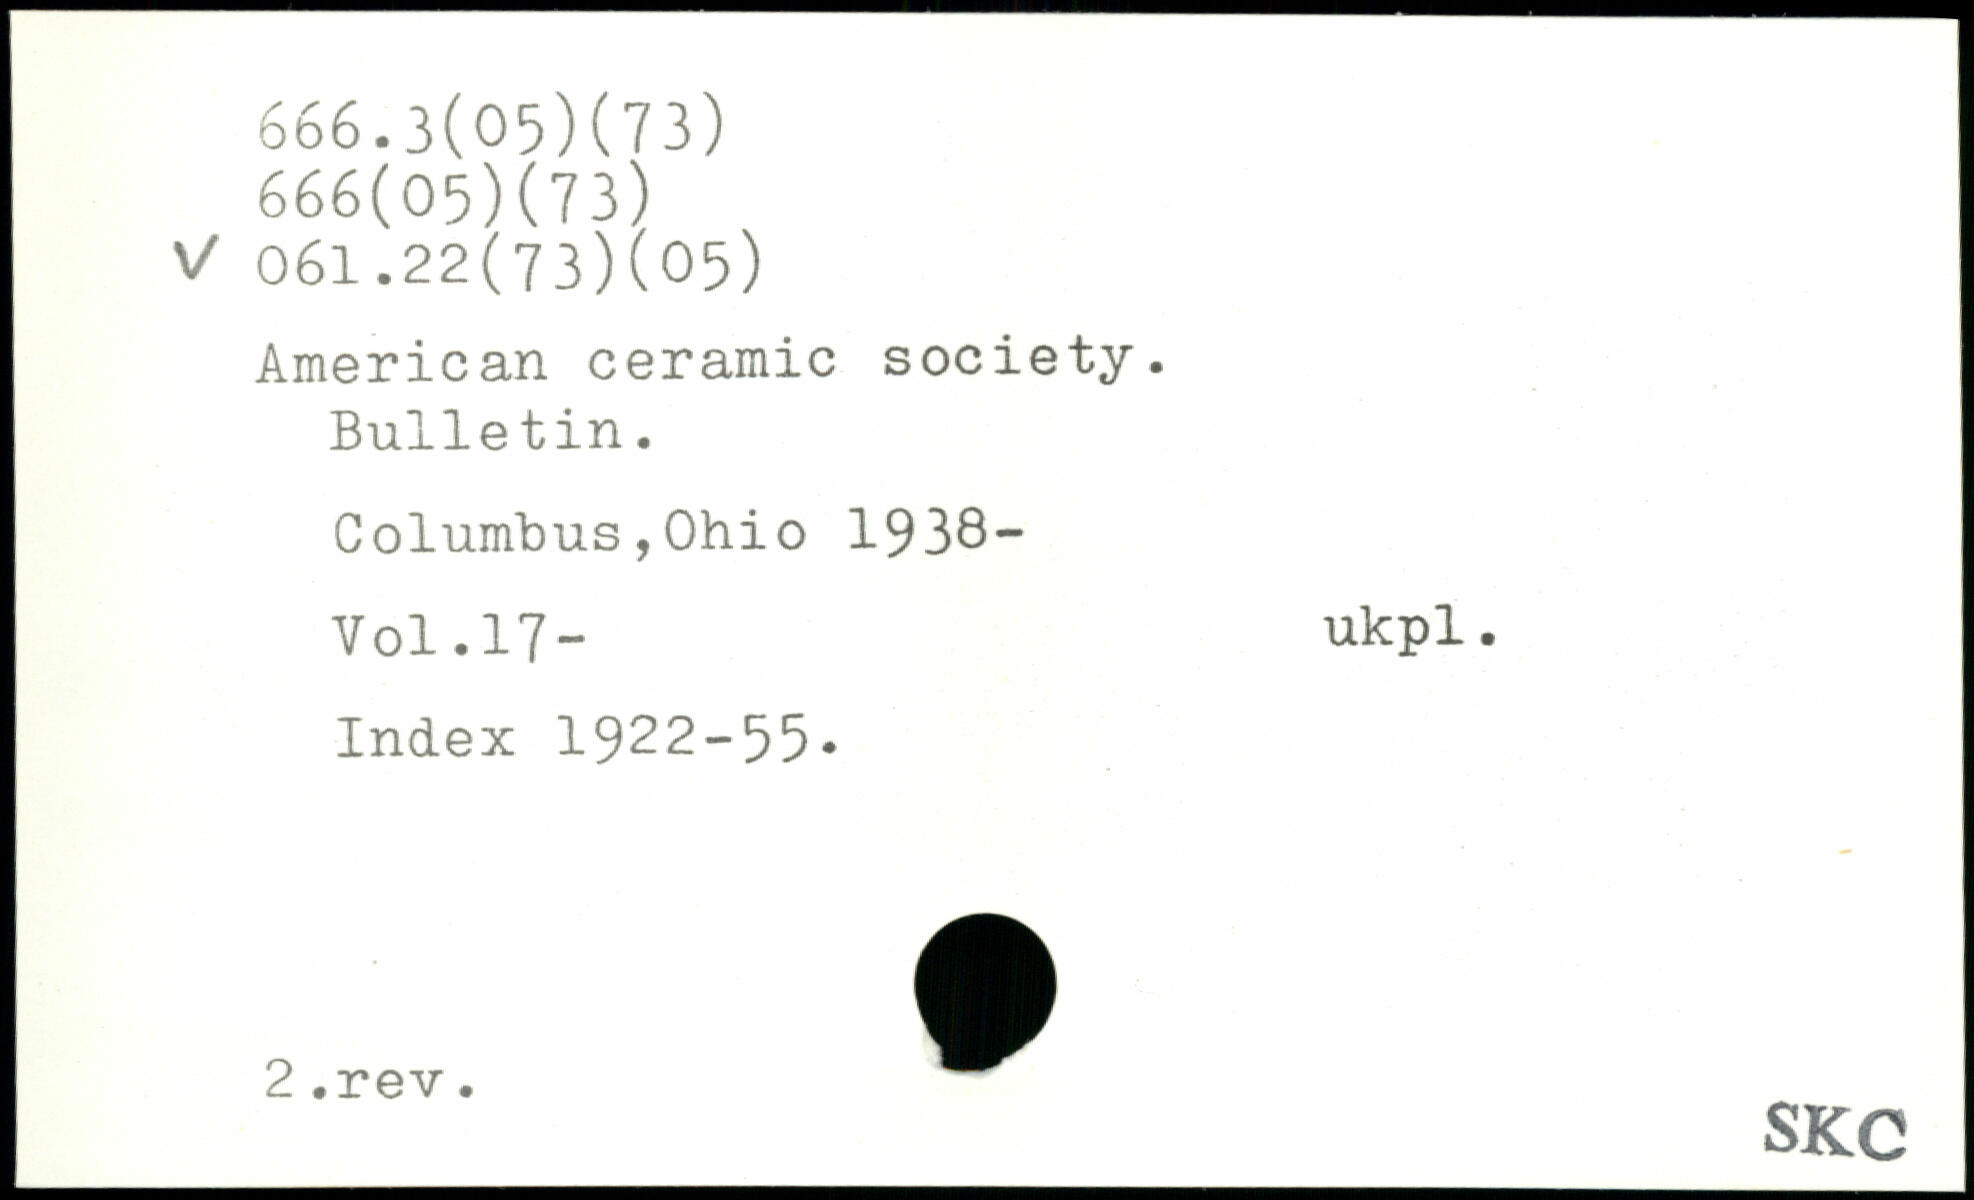 666.3(05)(73)
666(05)(73)
V 061.22(73)(05)
American ceramic society.
Bulletin.
Columbus,Ohio 1938-
Vol.17- ukpl.
Index 1922-55.
2.rev.
SKC